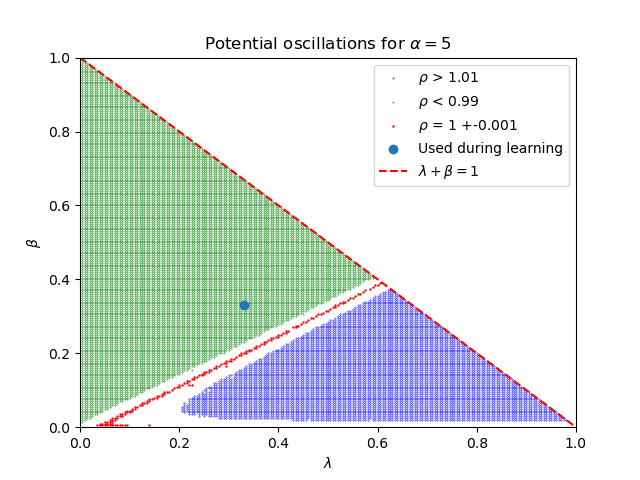 Potential oscillations for α = 5
1.0
0.8
0.6
0.4
0.2
0.0
β
ρ > 1.01
ρ < 0.99
ρ = 1 +-0.001
Used during learning
λ + β = 1
0.0 0.2 0.4 0.6 0.8 1.0
λ